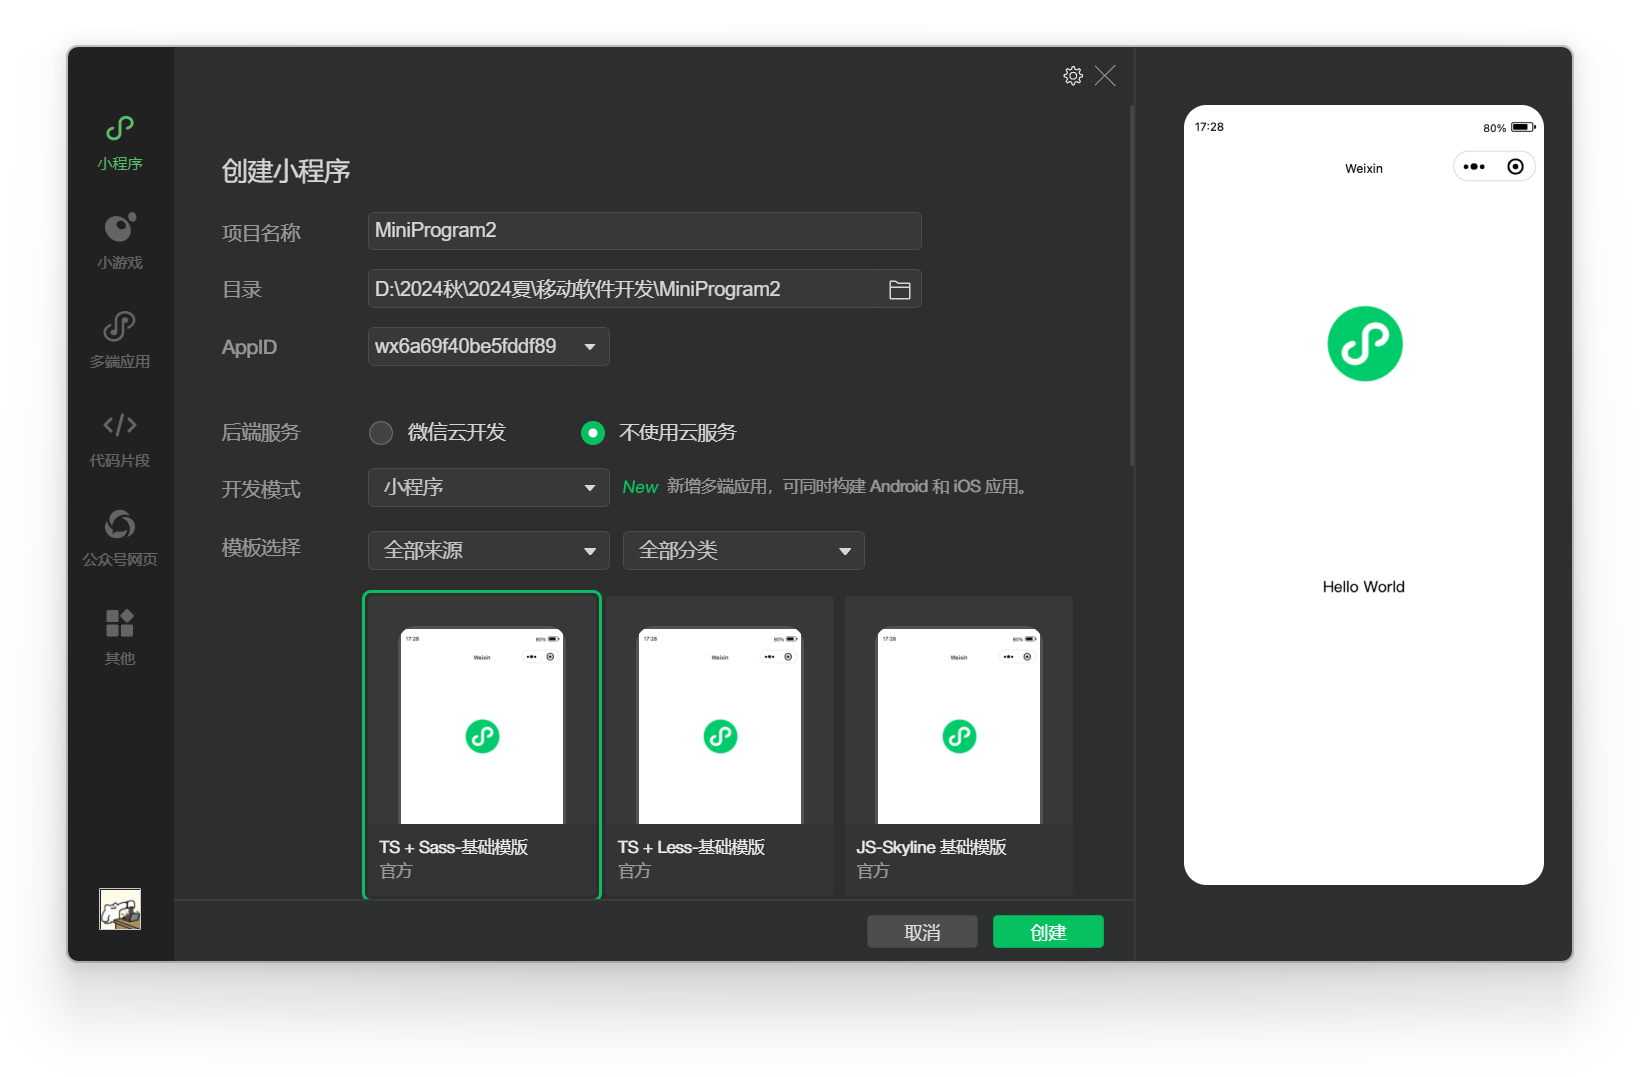 小程序
小游戏
多端应用
代码片段
公众号网页
其他
创建小程序
项目名称 MiniProgram2
目录 D:\2024秋\2024夏\移动软件开发\MiniProgram2
AppID wx6a69f40be5fddf89
后端服务 微信云开发 不使用云服务
开发模式 小程序 New 新增多端应用，可同时构建 Android 和 iOS 应用。
模板选择 全部来源 全部分类
17:28 80%
Weixin
TS + Sass-基础模版
官方
17:28 80%
Weixin
TS + Less-基础模版
官方
17:28 80%
Weixin
JS-Skyline 基础模版
官方
取消 创建
17:28 80%
Weixin
Hello World